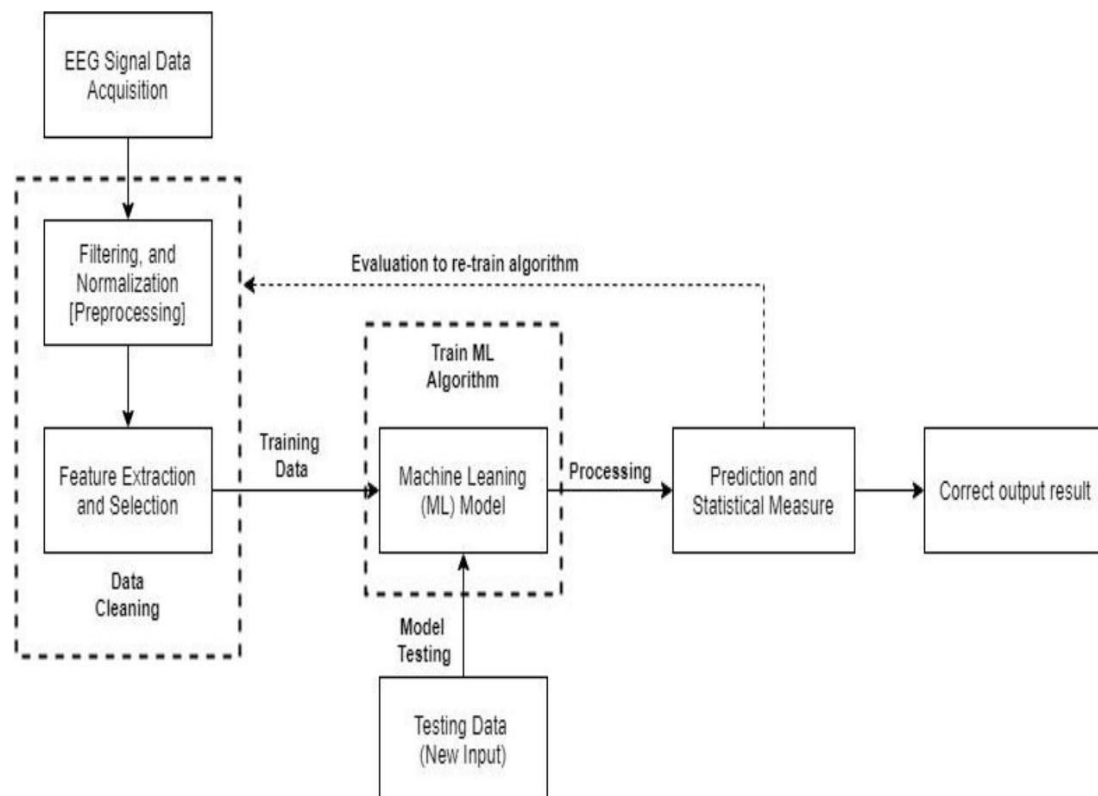 EEG Signal Data
Acquisition
Filtering, and
Normalization
[Preprocessing]
Evaluation to re-train algorithm
Train ML
Algorithm
Feature Extraction
and Selection
Training
Data
Machine Leaning
(ML) Model
Processing
Prediction and
Statistical Measure
Correct output result
Data
Cleaning
Model
Testing
Testing Data
(New Input)